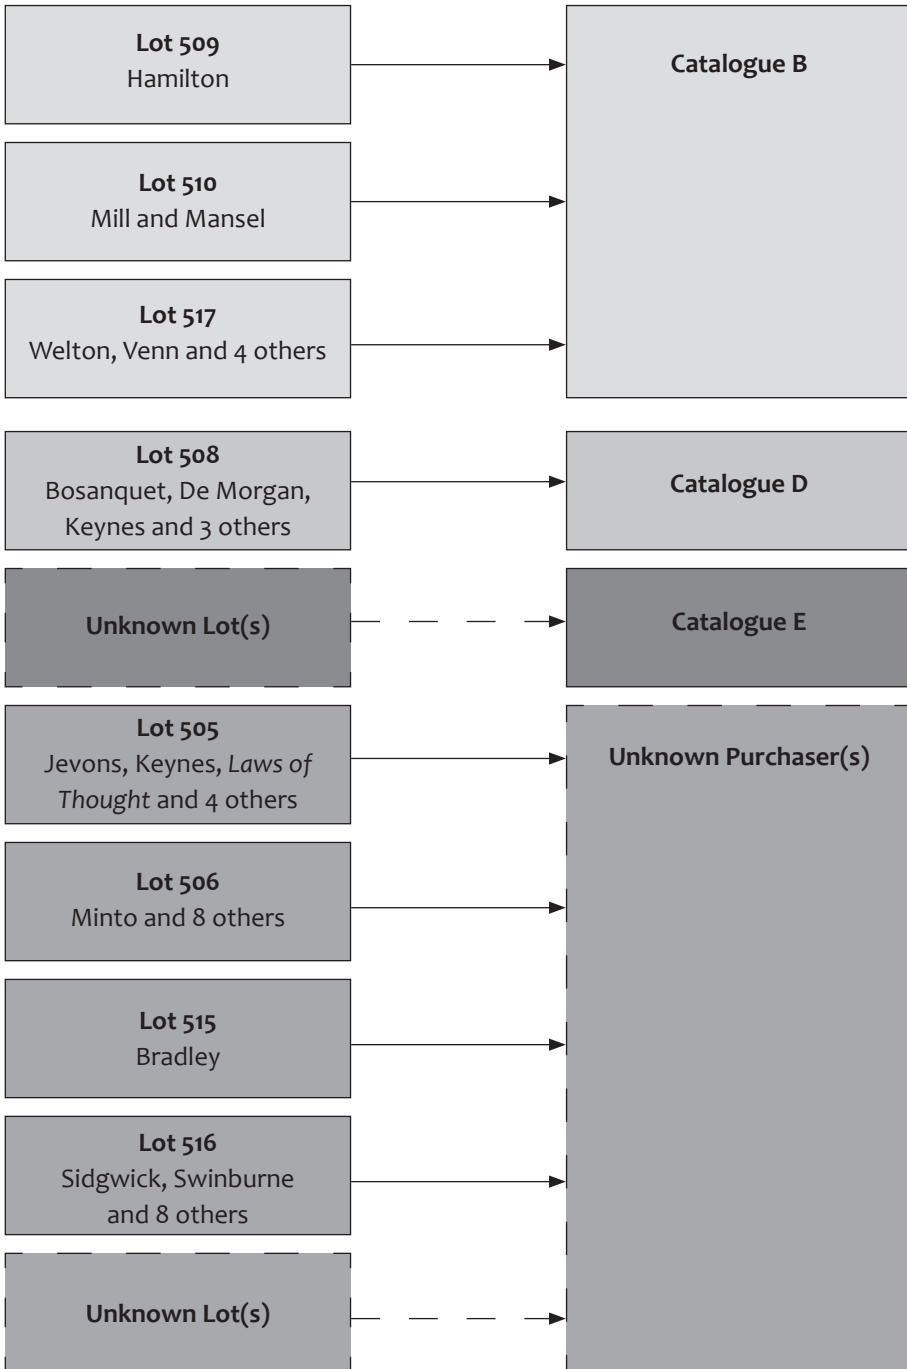 Lot 509
Hamilton
Catalogue B
Lot 510
Mill and Mansel
Lot 517
Welton, Venn and 4 others
Lot 508
Bosanquet, De Morgan,
Keynes and 3 others
Catalogue D
Unknown Lot(s)
Catalogue E
Lot 505
Jevons, Keynes, Laws of
Thought and 4 others
Unknown Purchaser(s)
Lot 506
Minto and 8 others
Lot 515
Bradley
Lot 516
Sidgwick, Swinburne
and 8 others
Unknown Lot(s)